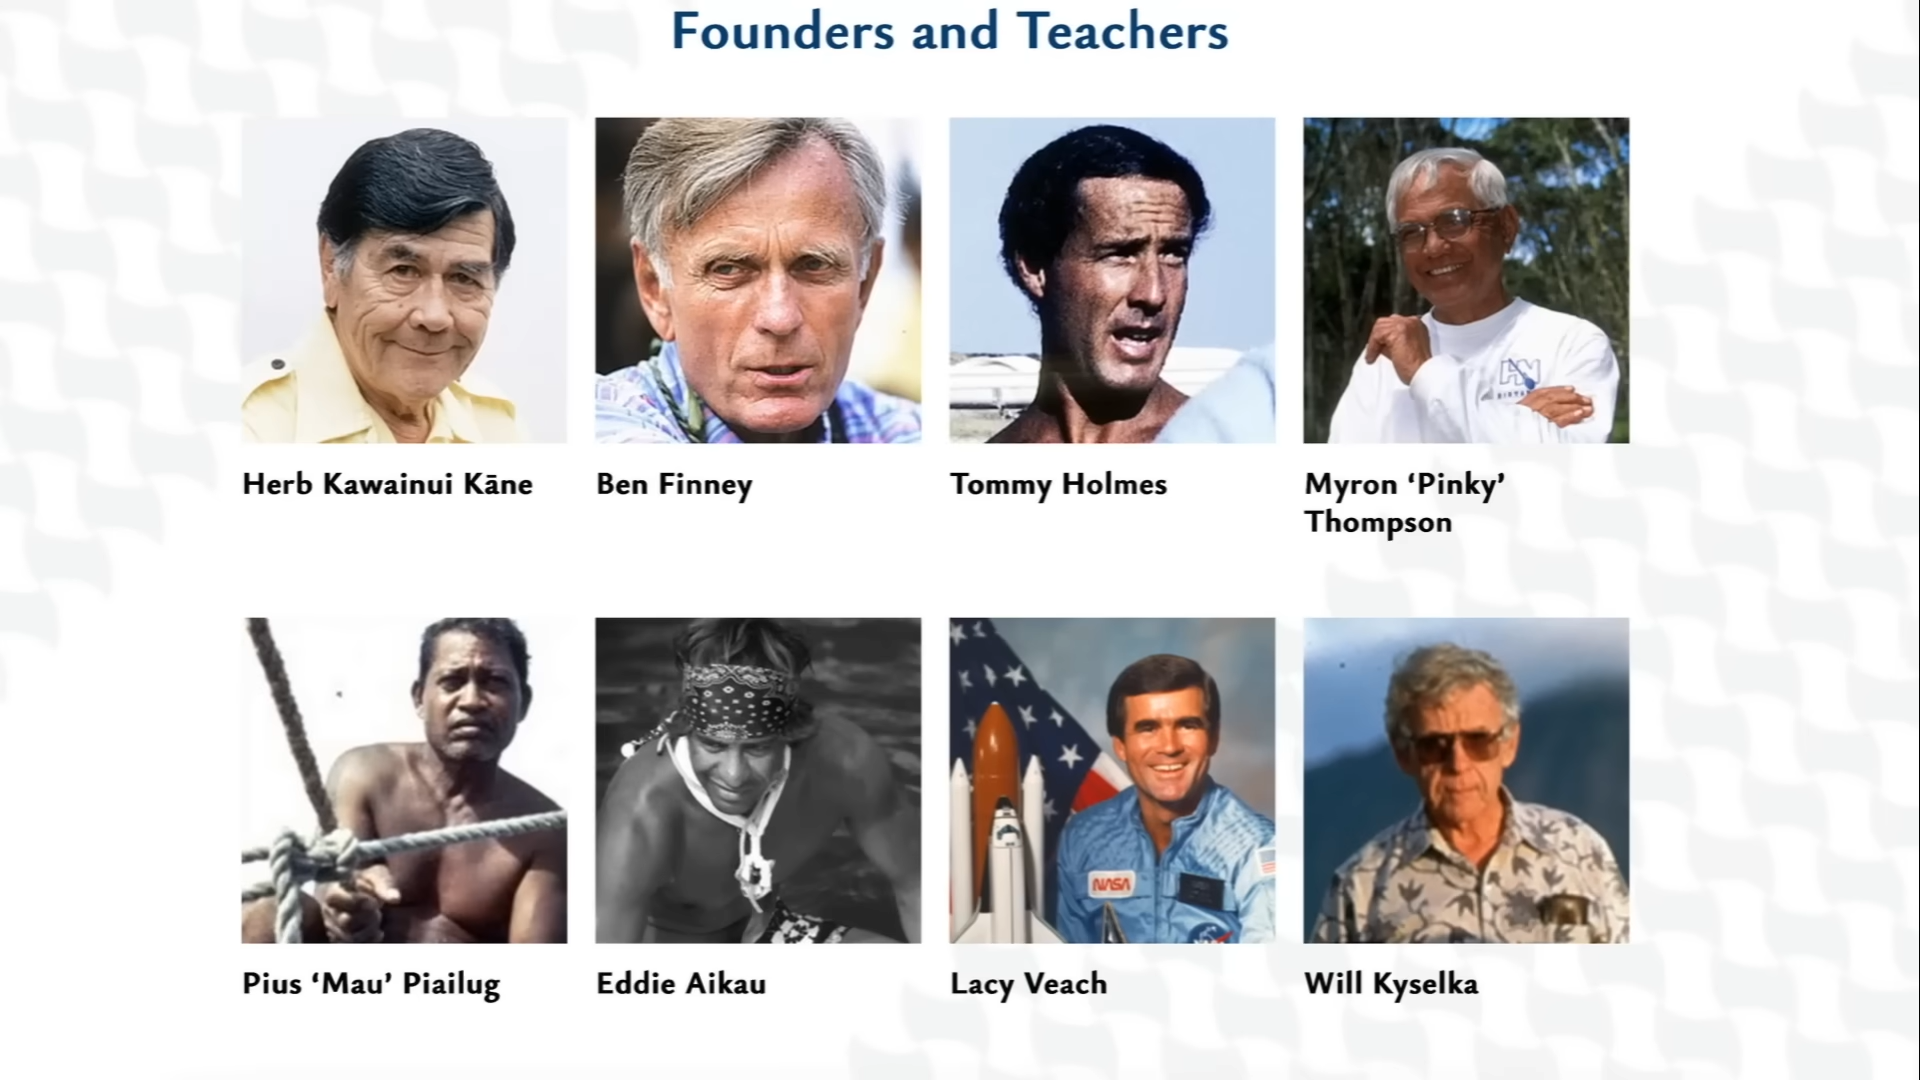 Founders and Teachers
Herb Kawainui Kāne
Ben Finney
Tommy Holmes
Myron ‘Pinky’
Thompson
Pius ‘Mau’ Piailug
Eddie Aikau
NASA
Lacy Veach
Will Kyselka